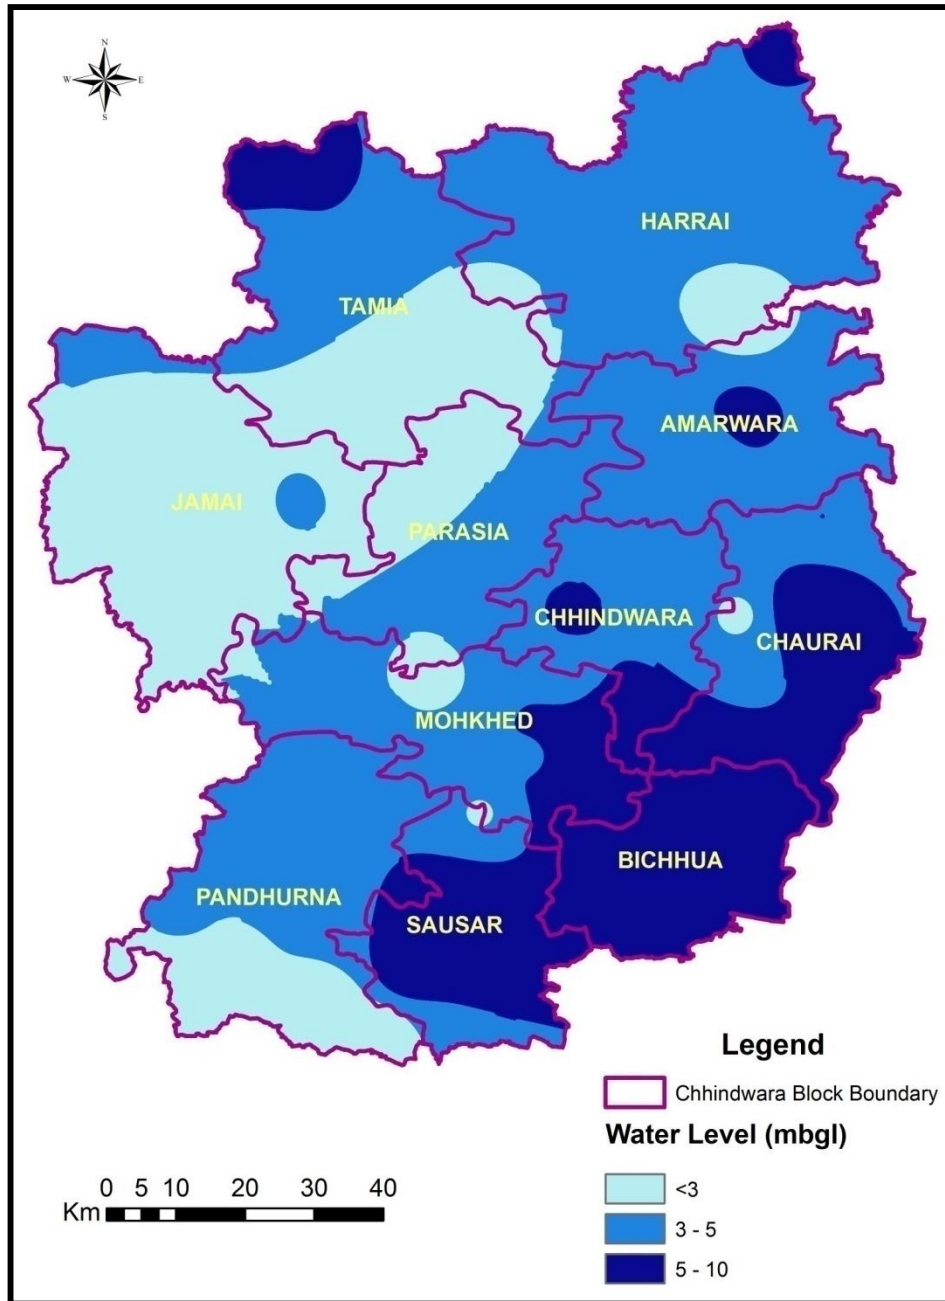 N
W E
S
HARRAI
TAMIA
AMARWARA
JAMAI
PARASIA
CHHINDWARA
CHAURAI
MOHKHED
BICHHUA
PANDHURNA
SAUSAR
Legend
Chhindwara Block Boundary
Water Level (mbgl)
<3
3 - 5
5 - 10
0 5 10 20 30 40
Km